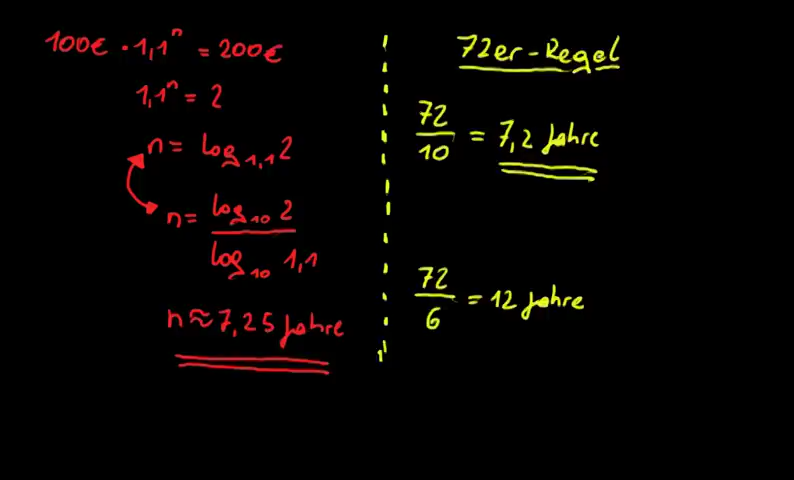 100€ · 1,1ⁿ = 200€
1,1ⁿ = 2
n = log₁,₁ 2
n = log₁₀ 2 / log₁₀ 1,1
n ≈ 7,25 Jahre
72er-Regel
72/10 = 7,2 Jahre
72/6 = 12 Jahre